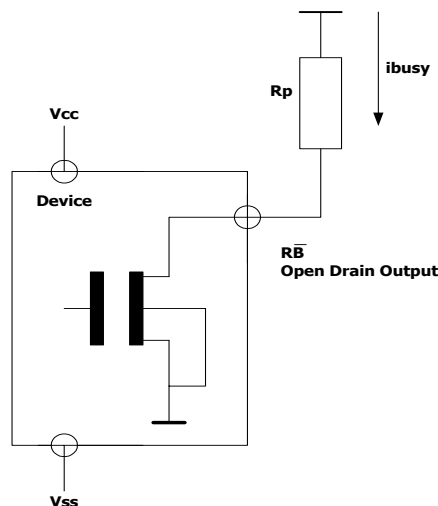 Rp
ibusy
Vcc
Device
RB̅
Open Drain Output
Vss